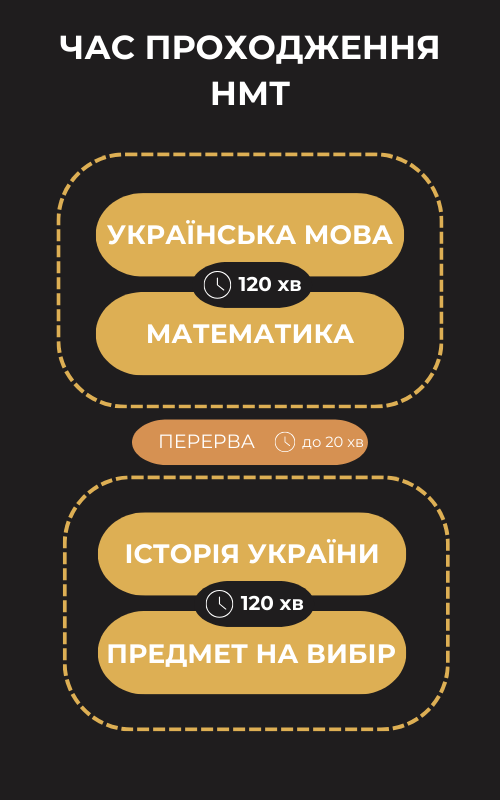 ЧАС ПРОХОДЖЕННЯ
НМТ
УКРАЇНСЬКА МОВА
120 хв
МАТЕМАТИКА
ПЕРЕРВА до 20 хв
ІСТОРІЯ УКРАЇНИ
120 хв
ПРЕДМЕТ НА ВИБІР